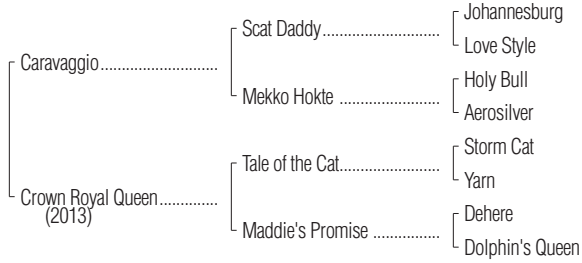 Johannesburg
Scat Daddy..............................
Love Style
Caravaggio..............................
Holy Bull
Mekko Hokte ..........................
Aerosilver
Storm Cat
Tale of the Cat..........................
Yarn
Crown Royal Queen...............
(2013)
Dehere
Maddie's Promise .................
Dolphin's Queen